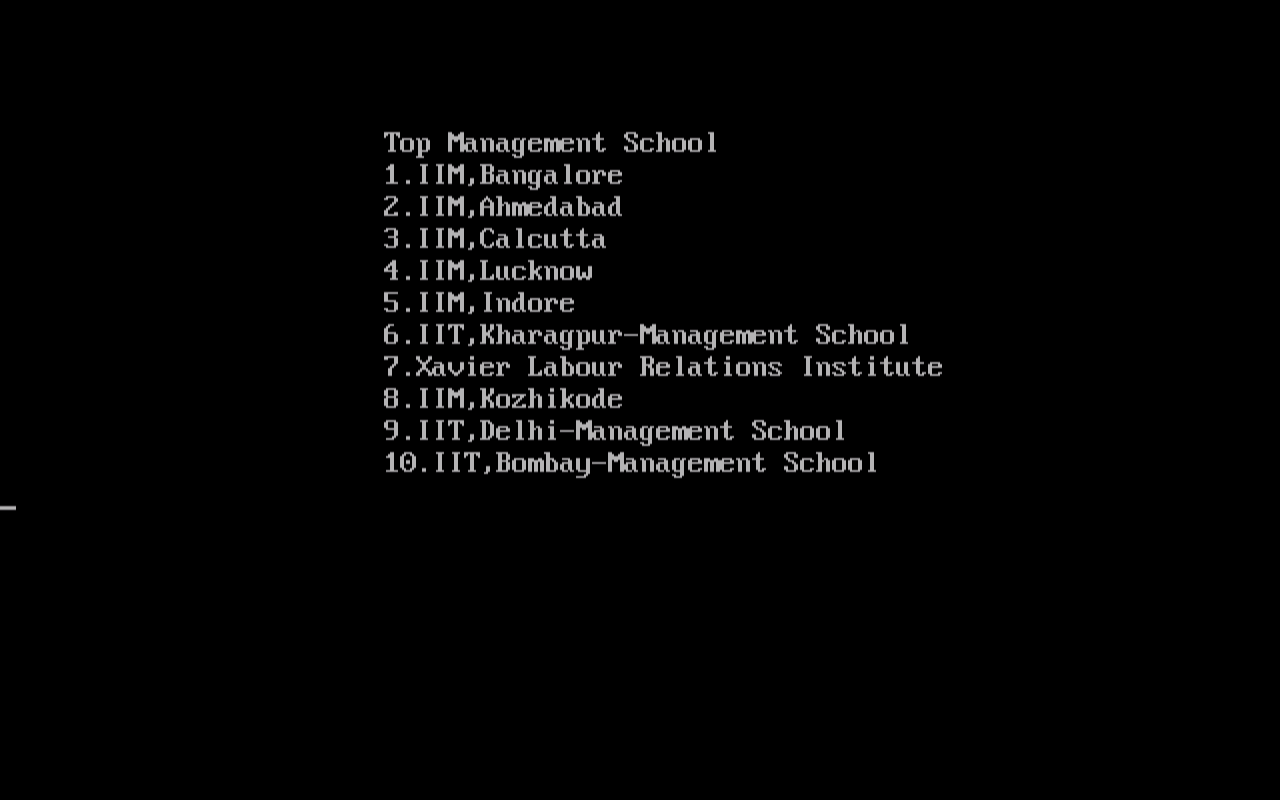 Top Management School
1.IIM,Bangalore
2.IIM,Ahmedabad
3.IIM,Calcutta
4.IIM,Lucknow
5.IIM,Indore
6.IIT,Kharagpur-Management School
7.Xavier Labour Relations Institute
8.IIM,Kozhikode
9.IIT,Delhi-Management School
10.IIT,Bombay-Management School